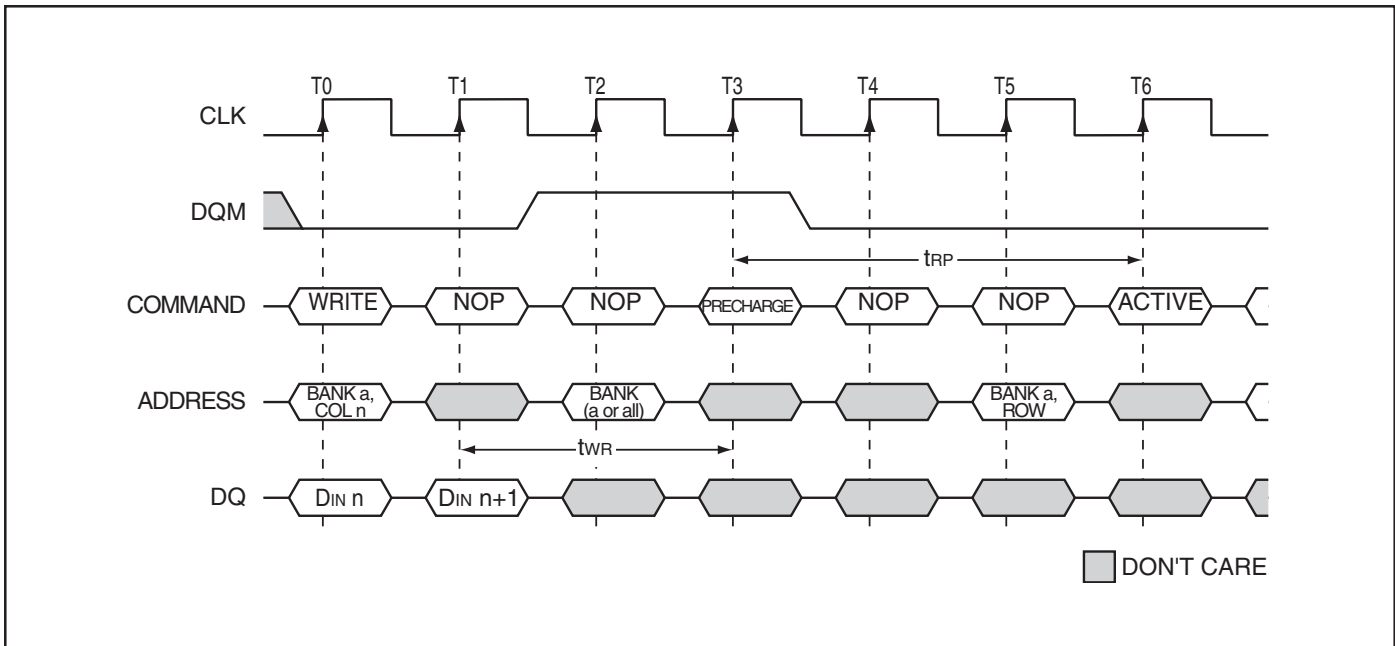 T0 T1 T2 T3 T4 T5 T6
CLK
DQM
tRP
COMMAND WRITE NOP NOP PRECHARGE NOP NOP ACTIVE
ADDRESS BANK a, COL n BANK (a or all) BANK a, ROW
tWR
DQ DIN n DIN n+1
DON'T CARE